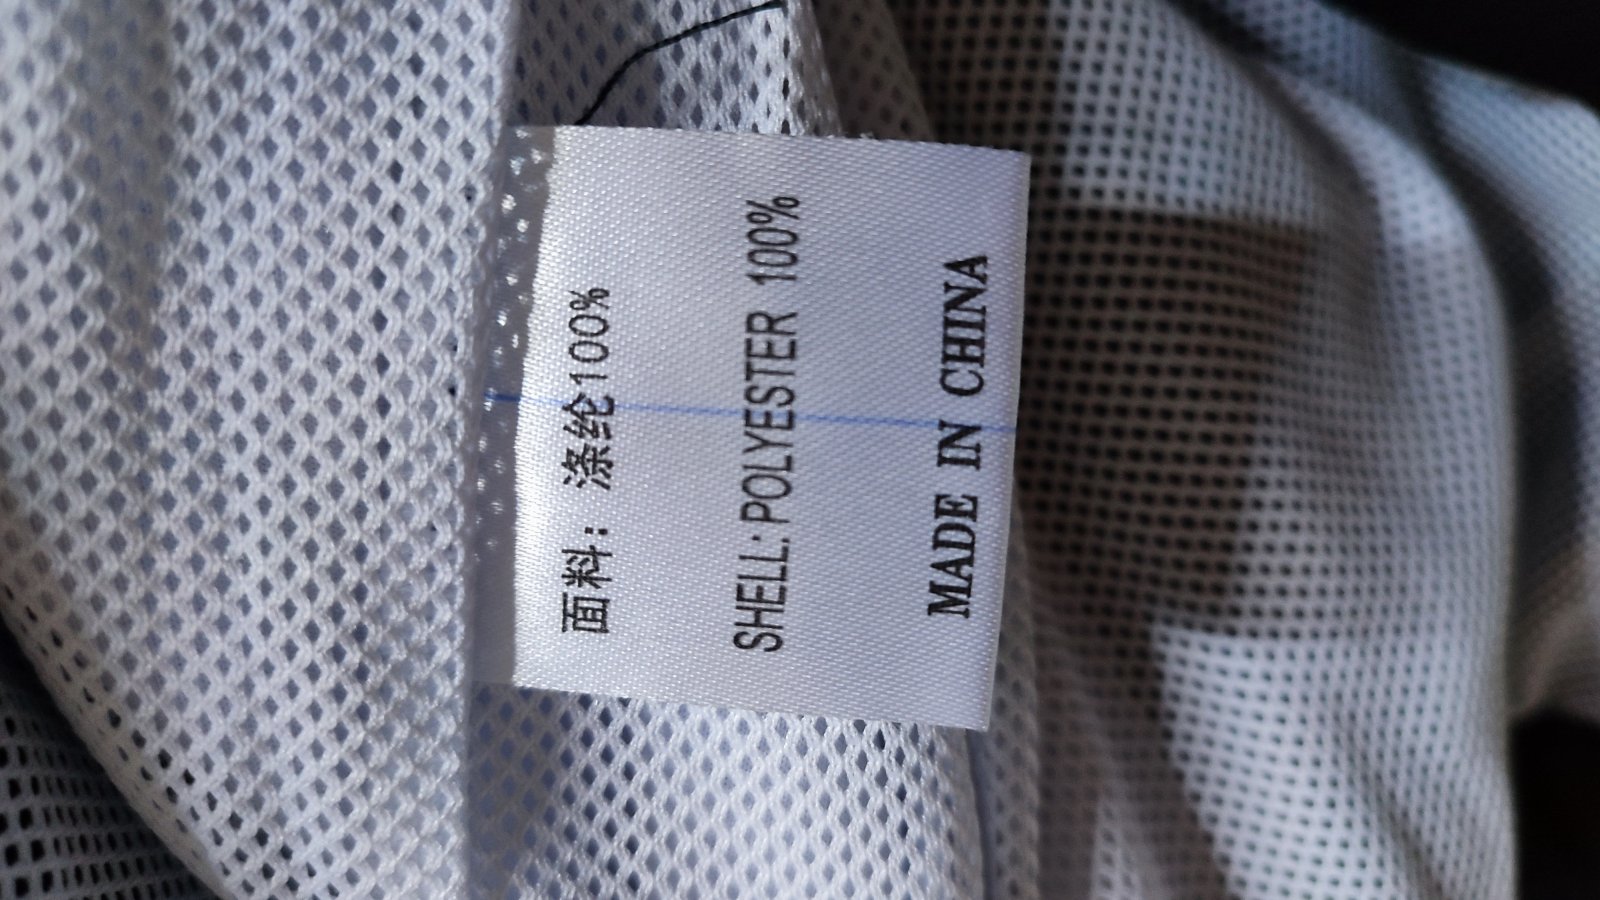 面料：涤纶100%
SHELL: POLYESTER 100%
MADE IN CHINA